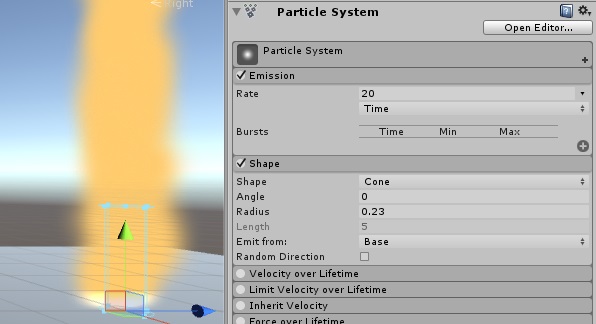 Right
Particle System
Open Editor...
Particle System
Emission
Rate 20
Time
Bursts Time Min Max
Shape
Shape Cone
Angle 0
Radius 0.23
Length 5
Emit from: Base
Random Direction
Velocity over Lifetime
Limit Velocity over Lifetime
Inherit Velocity
Force over Lifetime